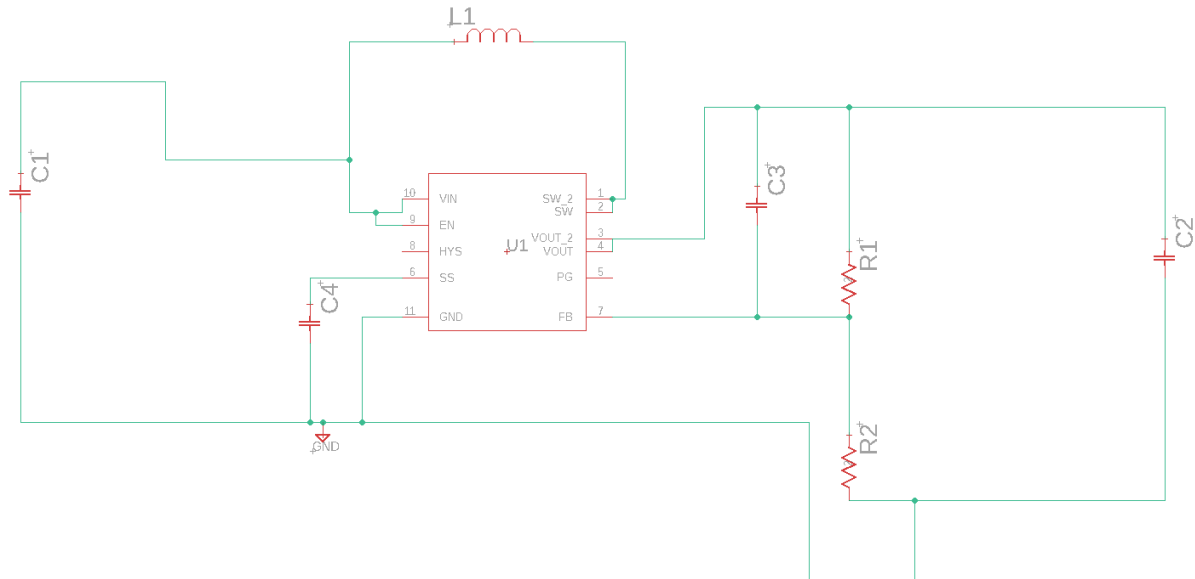 L1
C1
10 VIN
9 EN
8 HYS
6 SS
11 GND
U1
SW_2 1
SW 2
VOUT_2 3
VOUT 4
PG 5
FB 7
C4
C3
R1
C2
R2
GND